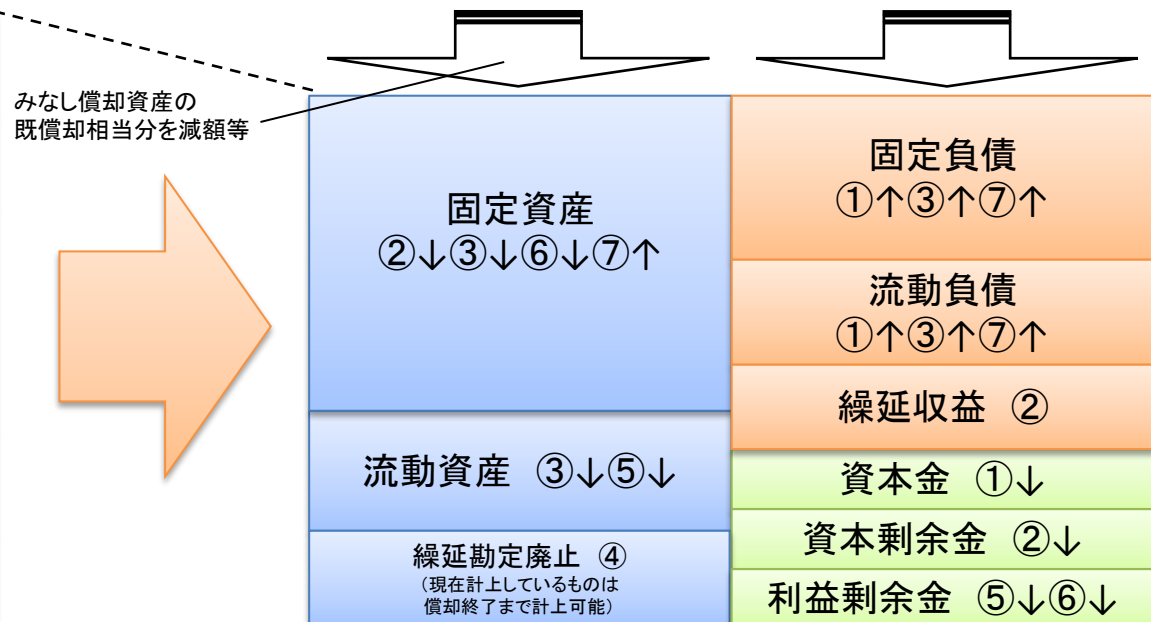 みなし償却資産の
既償却相当分を減額等
固定資産
②↓③↓⑥↓⑦↑
流動資産 ③↓⑤↓
繰延勘定廃止 ④
（現在計上しているものは
償却終了まで計上可能）
固定負債
①↑③↑⑦↑
流動負債
①↑③↑⑦↑
繰延収益 ②
資本金 ①↓
資本剰余金 ②↓
利益剰余金 ⑤↓⑥↓